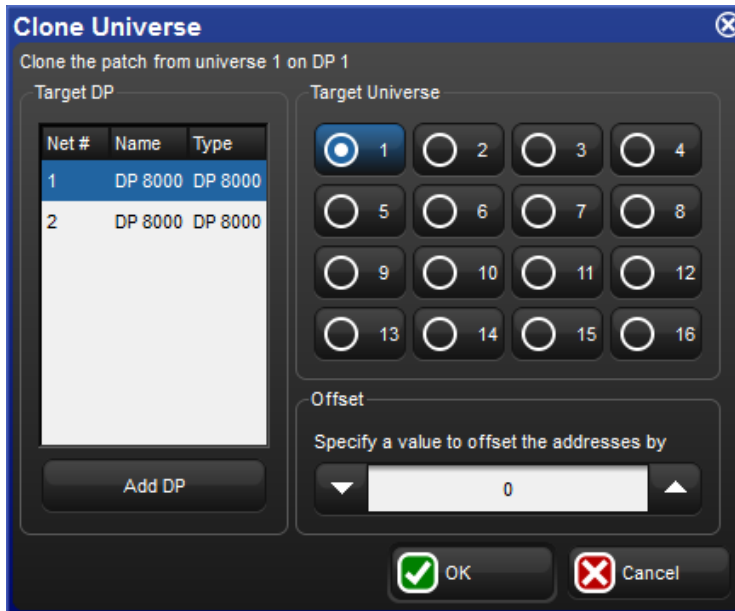 Clone Universe
Clone the patch from universe 1 on DP 1
Target DP
Net # Name Type
1 DP 8000 DP 8000
2 DP 8000 DP 8000
Add DP
Target Universe
1 2 3 4
5 6 7 8
9 10 11 12
13 14 15 16
Offset
Specify a value to offset the addresses by
0
OK Cancel